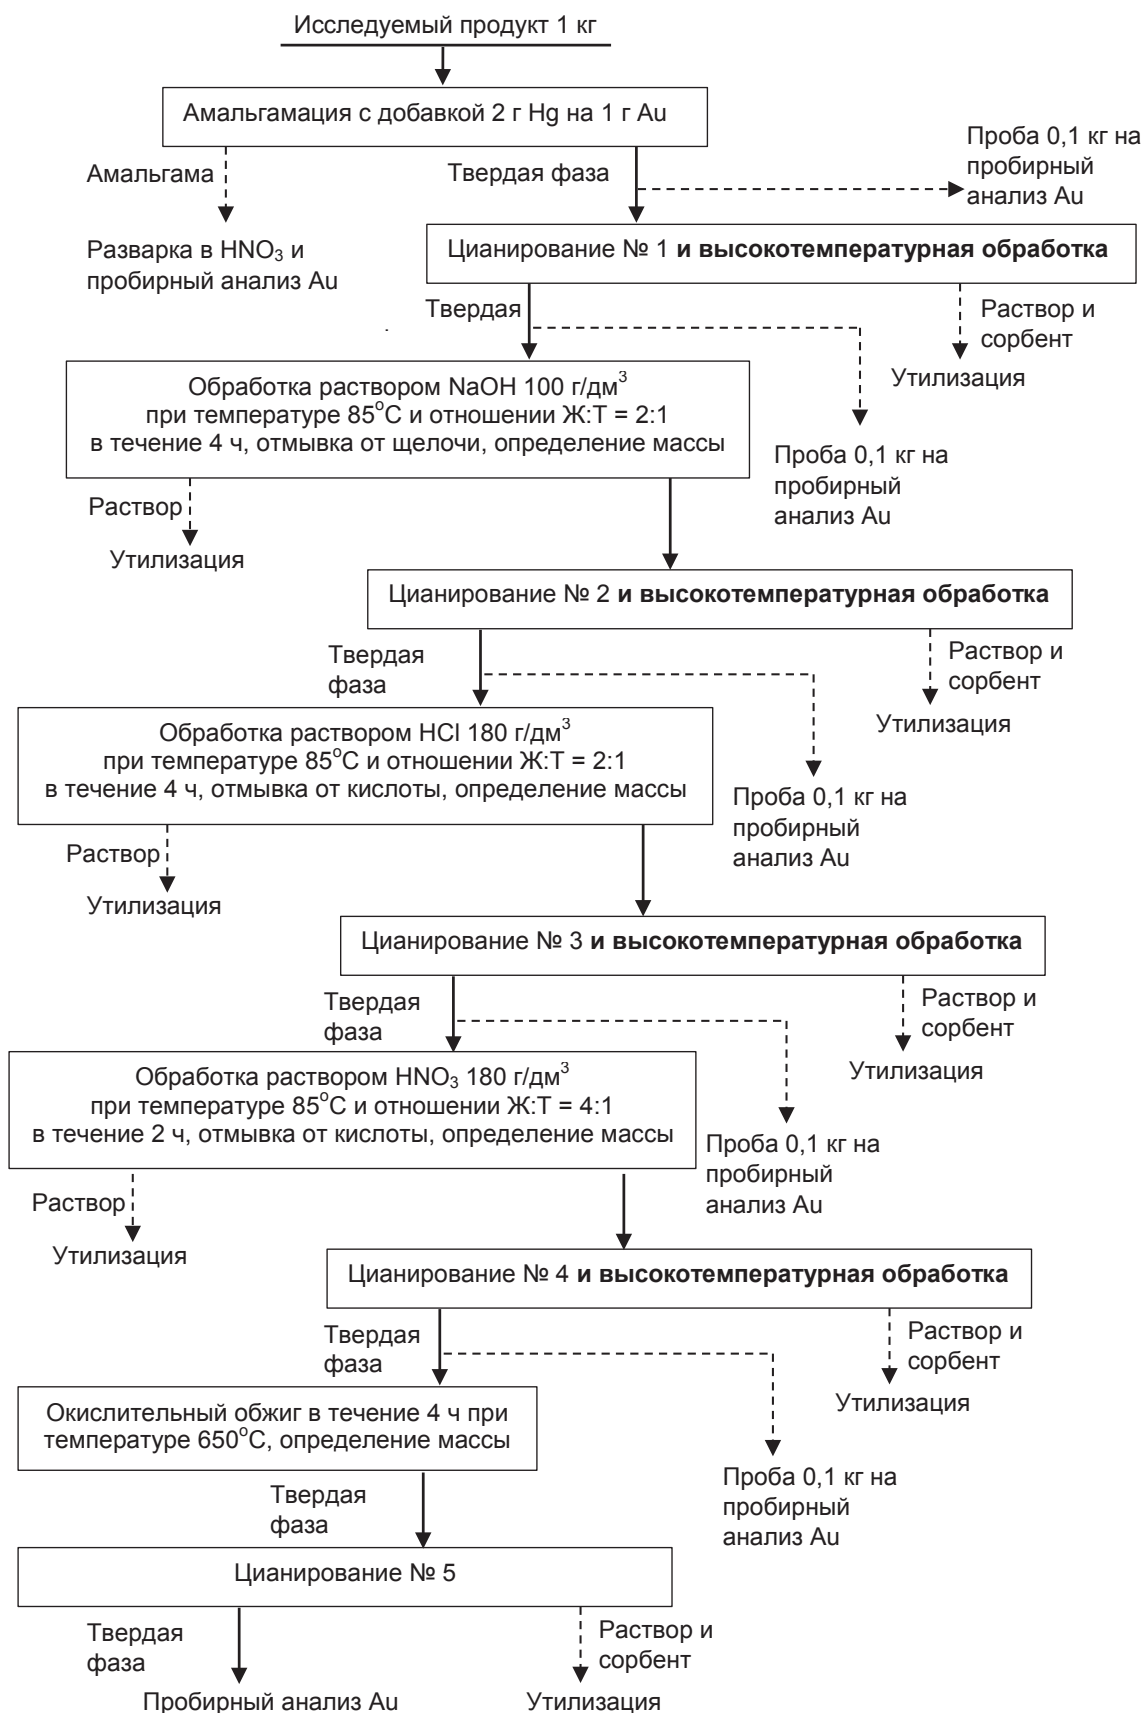 Исследуемый продукт 1 кг
Амальгамация с добавкой 2 г Hg на 1 г Au
Амальгама
Твердая фаза
Проба 0,1 кг на
пробирный
анализ Au
Разварка в HNO₃ и
пробирный анализ Au
Цианирование № 1 и высокотемпературная обработка
Твердая
Раствор и
сорбент
Утилизация
Обработка раствором NaOH 100 г/дм³
при температуре 85°С и отношении Ж:Т = 2:1
в течение 4 ч, отмывка от щелочи, определение массы
Проба 0,1 кг на
пробирный
анализ Au
Раствор
Утилизация
Цианирование № 2 и высокотемпературная обработка
Твердая
фаза
Раствор и
сорбент
Утилизация
Обработка раствором HCl 180 г/дм³
при температуре 85°С и отношении Ж:Т = 2:1
в течение 4 ч, отмывка от кислоты, определение массы
Проба 0,1 кг на
пробирный
анализ Au
Раствор
Утилизация
Цианирование № 3 и высокотемпературная обработка
Твердая
фаза
Раствор и
сорбент
Утилизация
Обработка раствором HNO₃ 180 г/дм³
при температуре 85°С и отношении Ж:Т = 4:1
в течение 2 ч, отмывка от кислоты, определение массы
Проба 0,1 кг на
пробирный
анализ Au
Раствор
Утилизация
Цианирование № 4 и высокотемпературная обработка
Твердая
фаза
Раствор и
сорбент
Утилизация
Окислительный обжиг в течение 4 ч при
температуре 650°С, определение массы
Проба 0,1 кг на
пробирный
анализ Au
Твердая
фаза
Цианирование № 5
Твердая
фаза
Раствор и
сорбент
Пробирный анализ Au
Утилизация